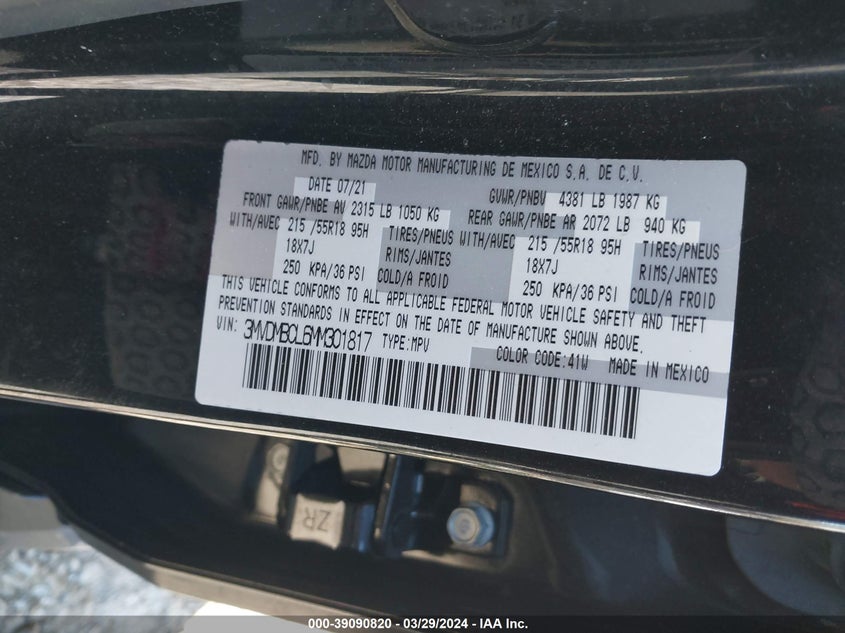 MFD. BY MAZDA MOTOR MANUFACTURING DE MEXICO S.A. DE C.V.
DATE 07/21 GVWR/PNBV 4381 LB 1987 KG
FRONT GAWR/PNBE AV 2315 LB 1050 KG REAR GAWR/PNBE AR 2072 LB 940 KG
WITH/AVEC 215 /55R18 95H TIRES/PNEUS WITH/AVEC 215 /55R18 95H TIRES/PNEUS
18X7J RIMS/JANTES 18X7J RIMS/JANTES
250 KPA/36 PSI COLD/A FROID 250 KPA/36 PSI COLD/A FROID
THIS VEHICLE CONFORMS TO ALL APPLICABLE FEDERAL MOTOR VEHICLE SAFETY AND THEFT
PREVENTION STANDARDS IN EFFECT ON THE DATE OF MANUFACTURE SHOWN ABOVE.
VIN: 3MVDMBCL6MM301817 TYPE:MPV
COLOR CODE:41W MADE IN MEXICO
ZR
000-39090820 - 03/29/2024 - IAA Inc.